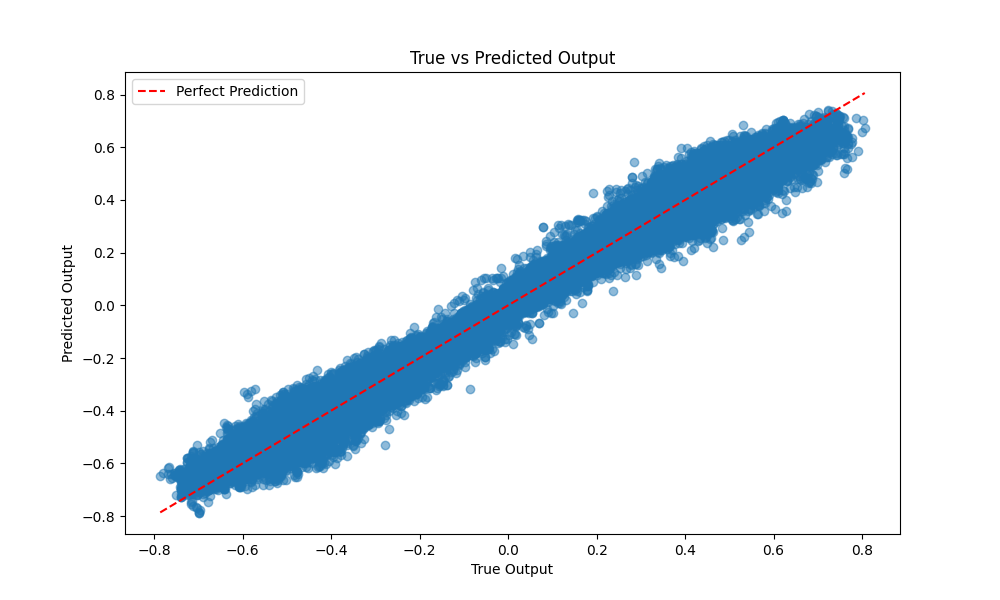 True vs Predicted Output
Perfect Prediction
0.8
0.6
0.4
0.2
0.0
−0.2
−0.4
−0.6
−0.8
Predicted Output
−0.8 −0.6 −0.4 −0.2 0.0 0.2 0.4 0.6 0.8
True Output